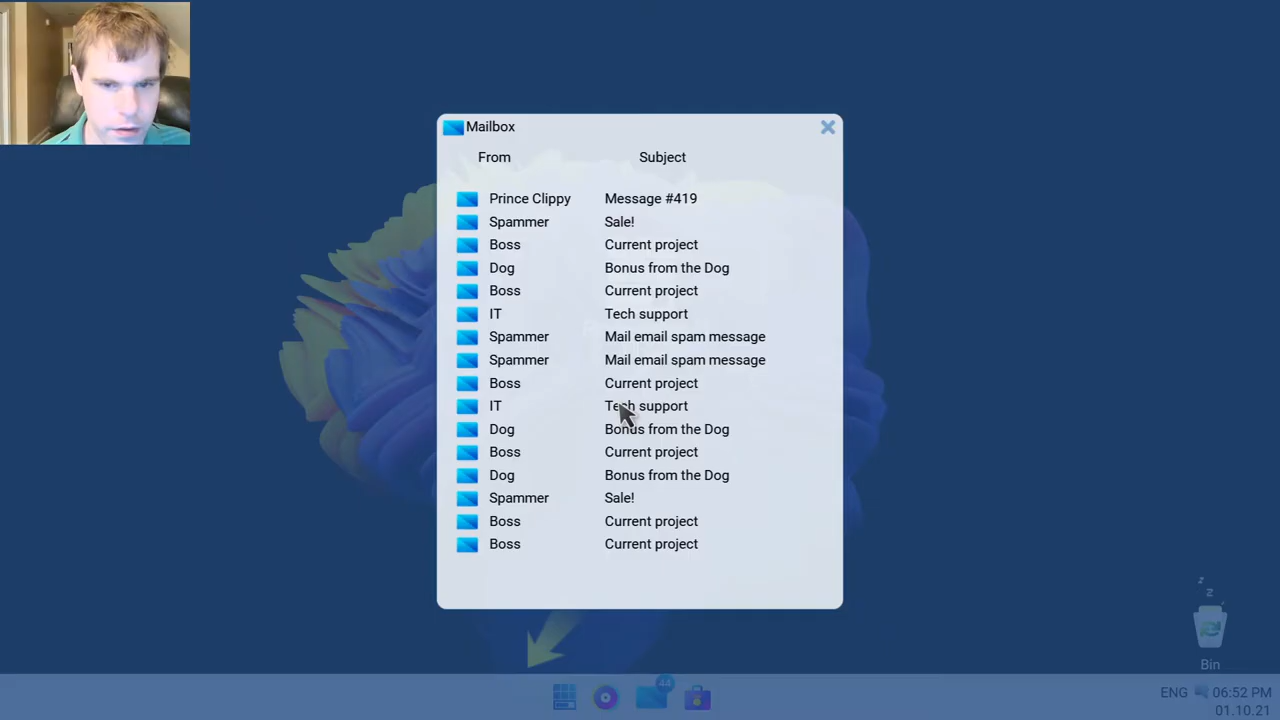 Mailbox
From Subject
Prince Clippy Message #419
Spammer Sale!
Boss Current project
Dog Bonus from the Dog
Boss Current project
IT Tech support
Spammer Mail email spam message
Spammer Mail email spam message
Boss Current project
IT Tech support
Dog Bonus from the Dog
Boss Current project
Dog Bonus from the Dog
Spammer Sale!
Boss Current project
Boss Current project
z
z
Bin
44
ENG 06:52 PM
01.10.21